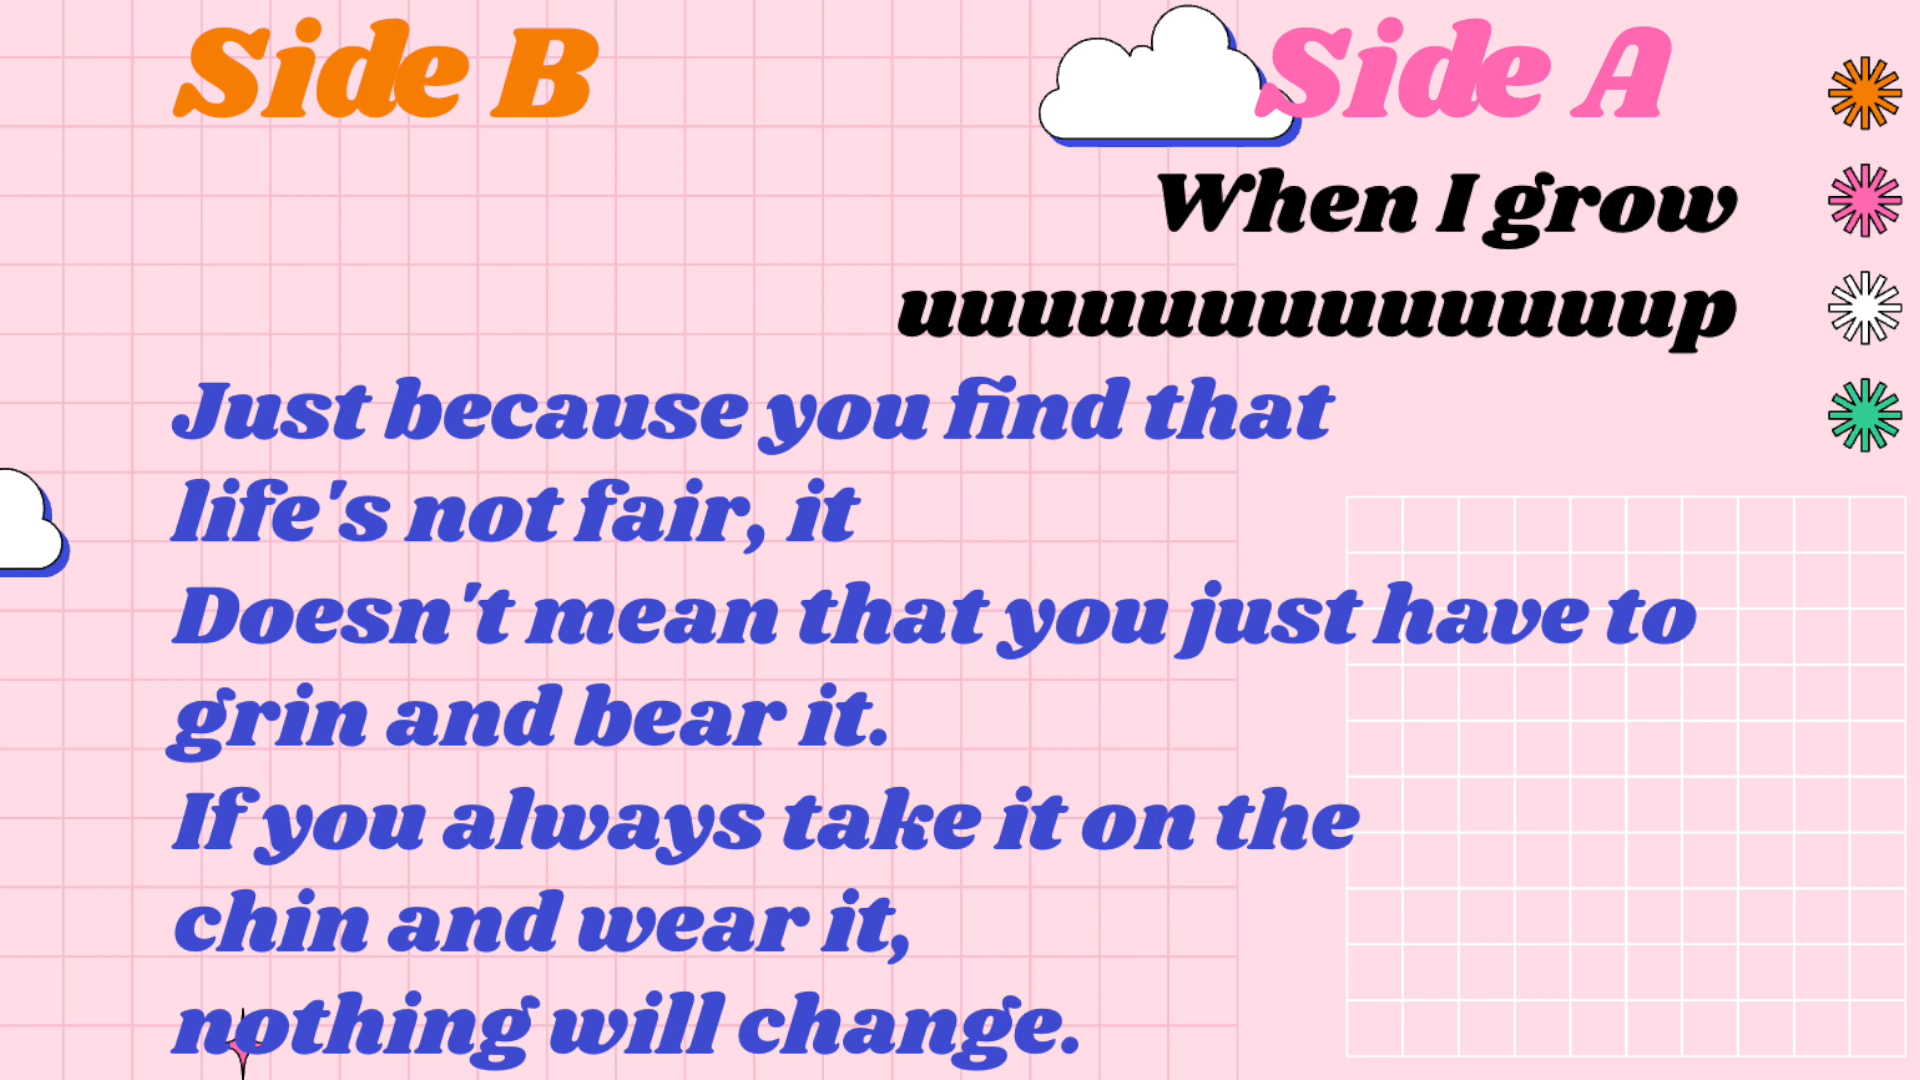 Side B
Side A
When I grow
uuuuuuuuuuuuup
Just because you find that
life's not fair, it
Doesn't mean that you just have to
grin and bear it.
If you always take it on the
chin and wear it,
nothing will change.